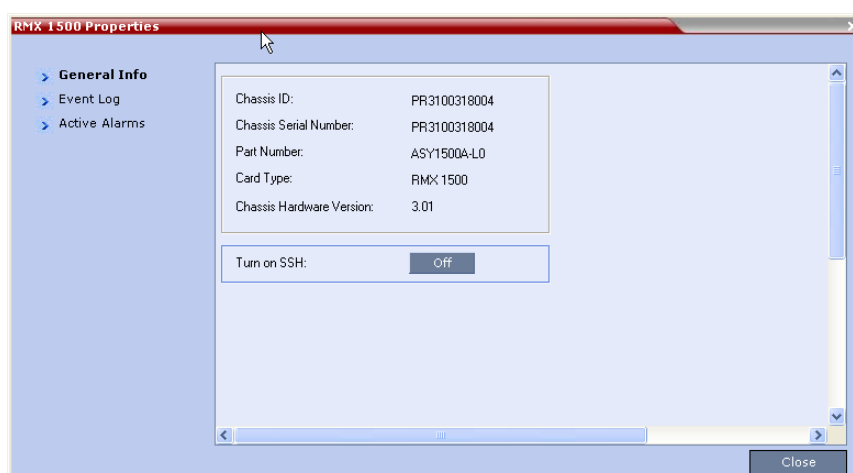 RMX 1500 Properties
General Info
Event Log
Active Alarms
Chassis ID: PR3100318004
Chassis Serial Number: PR3100318004
Part Number: ASY1500A-L0
Card Type: RMX 1500
Chassis Hardware Version: 3.01
Turn on SSH: Off
Close